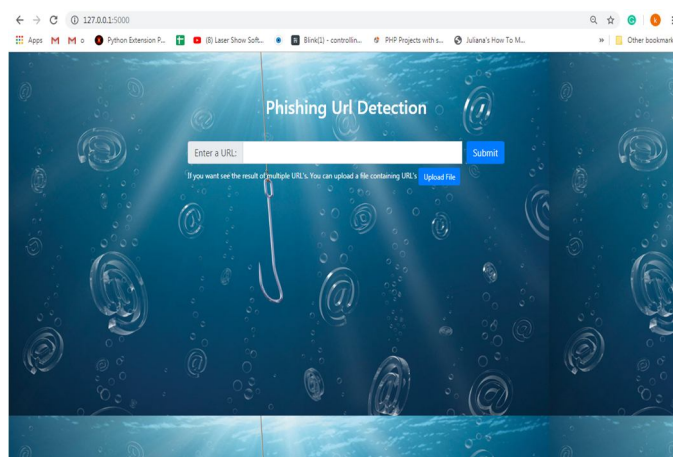 127.0.0.1:5000
Apps M M o Python Extension P... (8) Laser Show Soft... Blink(1) - controllin... PHP Projects with s... Juliana's How To M... » Other bookmark
Phishing Url Detection
Enter a URL: Submit
If you want see the result of multiple URL's. You can upload a file containing URL's Upload File